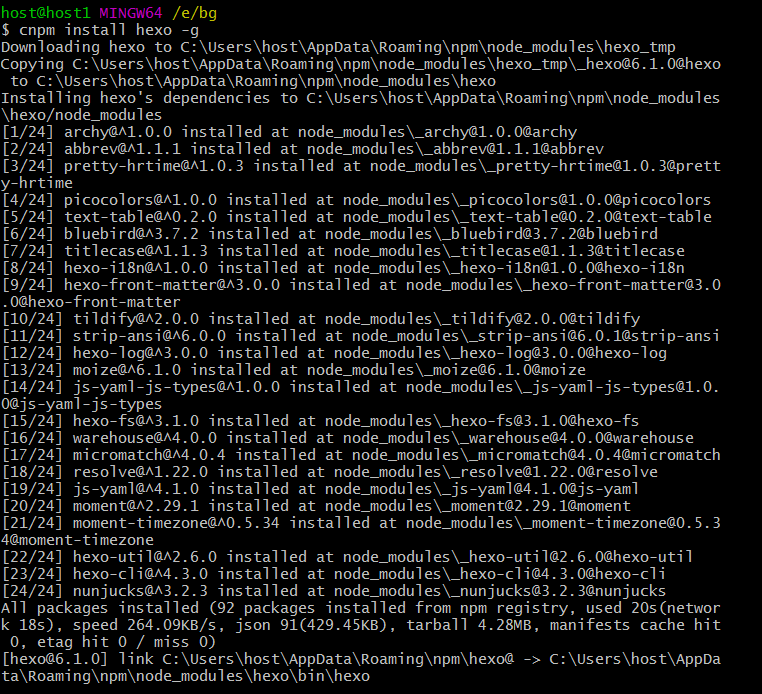 host@host1 MINGW64 /e/bg
$ cnpm install hexo -g
Downloading hexo to C:\Users\host\AppData\Roaming\npm\node_modules\hexo_tmp
Copying C:\Users\host\AppData\Roaming\npm\node_modules\hexo_tmp\_hexo@6.1.0@hexo
 to C:\Users\host\AppData\Roaming\npm\node_modules\hexo
Installing hexo's dependencies to C:\Users\host\AppData\Roaming\npm\node_modules
\hexo/node_modules
[1/24] archy@^1.0.0 installed at node_modules\_archy@1.0.0@archy
[2/24] abbrev@^1.1.1 installed at node_modules\_abbrev@1.1.1@abbrev
[3/24] pretty-hrtime@^1.0.3 installed at node_modules\_pretty-hrtime@1.0.3@prett
y-hrtime
[4/24] picocolors@^1.0.0 installed at node_modules\_picocolors@1.0.0@picocolors
[5/24] text-table@^0.2.0 installed at node_modules\_text-table@0.2.0@text-table
[6/24] bluebird@^3.7.2 installed at node_modules\_bluebird@3.7.2@bluebird
[7/24] titlecase@^1.1.3 installed at node_modules\_titlecase@1.1.3@titlecase
[8/24] hexo-i18n@^1.0.0 installed at node_modules\_hexo-i18n@1.0.0@hexo-i18n
[9/24] hexo-front-matter@^3.0.0 installed at node_modules\_hexo-front-matter@3.0
.0@hexo-front-matter
[10/24] tildify@^2.0.0 installed at node_modules\_tildify@2.0.0@tildify
[11/24] strip-ansi@^6.0.0 installed at node_modules\_strip-ansi@6.0.1@strip-ansi
[12/24] hexo-log@^3.0.0 installed at node_modules\_hexo-log@3.0.0@hexo-log
[13/24] moize@^6.1.0 installed at node_modules\_moize@6.1.0@moize
[14/24] js-yaml-js-types@^1.0.0 installed at node_modules\_js-yaml-js-types@1.0.
0@js-yaml-js-types
[15/24] hexo-fs@^3.1.0 installed at node_modules\_hexo-fs@3.1.0@hexo-fs
[16/24] warehouse@^4.0.0 installed at node_modules\_warehouse@4.0.0@warehouse
[17/24] micromatch@^4.0.4 installed at node_modules\_micromatch@4.0.4@micromatch
[18/24] resolve@^1.22.0 installed at node_modules\_resolve@1.22.0@resolve
[19/24] js-yaml@^4.1.0 installed at node_modules\_js-yaml@4.1.0@js-yaml
[20/24] moment@^2.29.1 installed at node_modules\_moment@2.29.1@moment
[21/24] moment-timezone@^0.5.34 installed at node_modules\_moment-timezone@0.5.3
4@moment-timezone
[22/24] hexo-util@^2.6.0 installed at node_modules\_hexo-util@2.6.0@hexo-util
[23/24] hexo-cli@^4.3.0 installed at node_modules\_hexo-cli@4.3.0@hexo-cli
[24/24] nunjucks@^3.2.3 installed at node_modules\_nunjucks@3.2.3@nunjucks
All packages installed (92 packages installed from npm registry, used 20s(networ
k 18s), speed 264.09KB/s, json 91(429.45KB), tarball 4.28MB, manifests cache hit
 0, etag hit 0 / miss 0)
[hexo@6.1.0] link C:\Users\host\AppData\Roaming\npm\hexo@ -> C:\Users\host\AppDa
ta\Roaming\npm\node_modules\hexo\bin\hexo